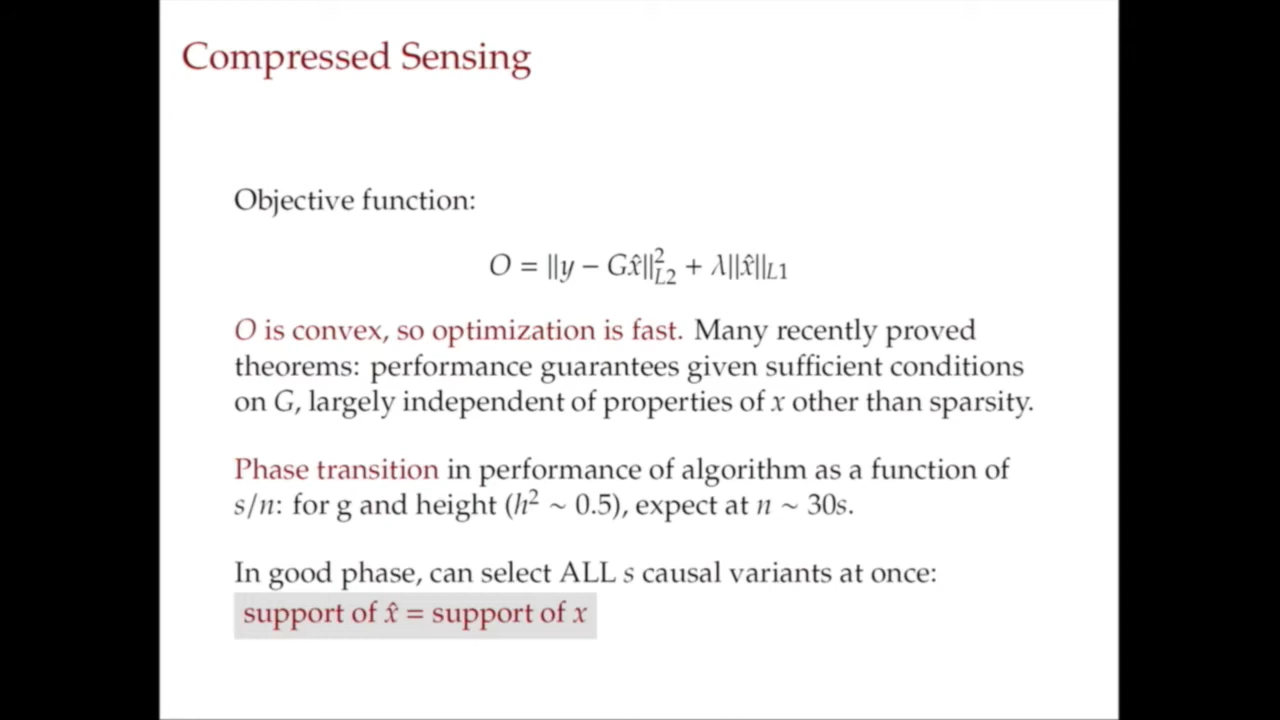 Compressed Sensing
Objective function:
O = ||y − Gx̂||²_L2 + λ||x̂||_L1
O is convex, so optimization is fast. Many recently proved
theorems: performance guarantees given sufficient conditions
on G, largely independent of properties of x other than sparsity.
Phase transition in performance of algorithm as a function of
s/n: for g and height (h² ~ 0.5), expect at n ~ 30s.
In good phase, can select ALL s causal variants at once:
support of x̂ = support of x